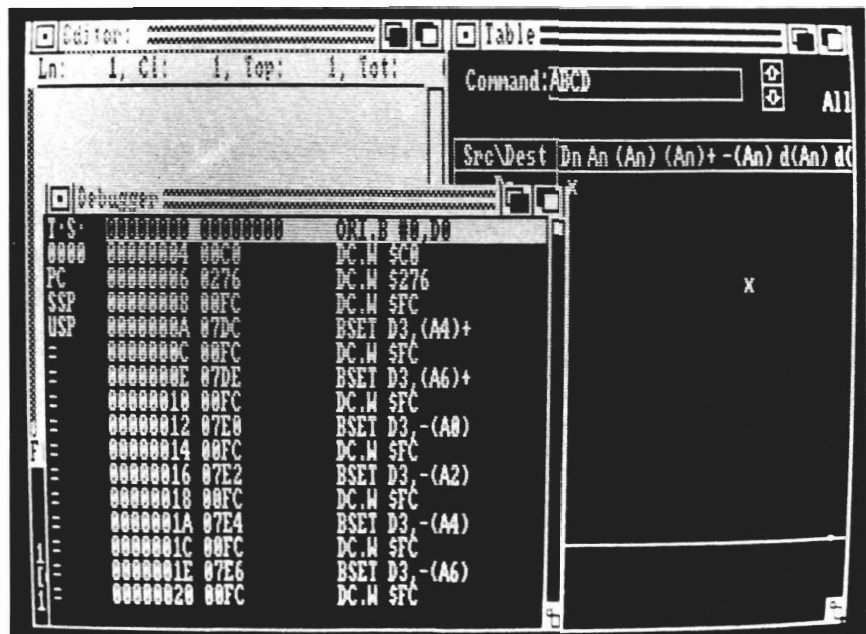 Editor:
Ln: 1, Cl: 1, Top: 1, Tot:
Table
Command:ABCD
All
Src\Dest Dn An (An) (An)+ -(An) d(An) d(
X
X
Debugger
T·S· 00000000 00000000 ORI.B #0,D0
0000 00000004 00C0 DC.W $C0
PC 00000006 0276 DC.W $276
SSP 00000008 00FC DC.W $FC
USP 0000000A 07DC BSET D3,(A4)+
= 0000000C 00FC DC.W $FC
= 0000000E 07DE BSET D3,(A6)+
= 00000010 00FC DC.W $FC
= 00000012 07E0 BSET D3,-(A0)
= 00000014 00FC DC.W $FC
= 00000016 07E2 BSET D3,-(A2)
= 00000018 00FC DC.W $FC
= 0000001A 07E4 BSET D3,-(A4)
= 0000001C 00FC DC.W $FC
= 0000001E 07E6 BSET D3,-(A6)
= 00000020 00FC DC.W $FC